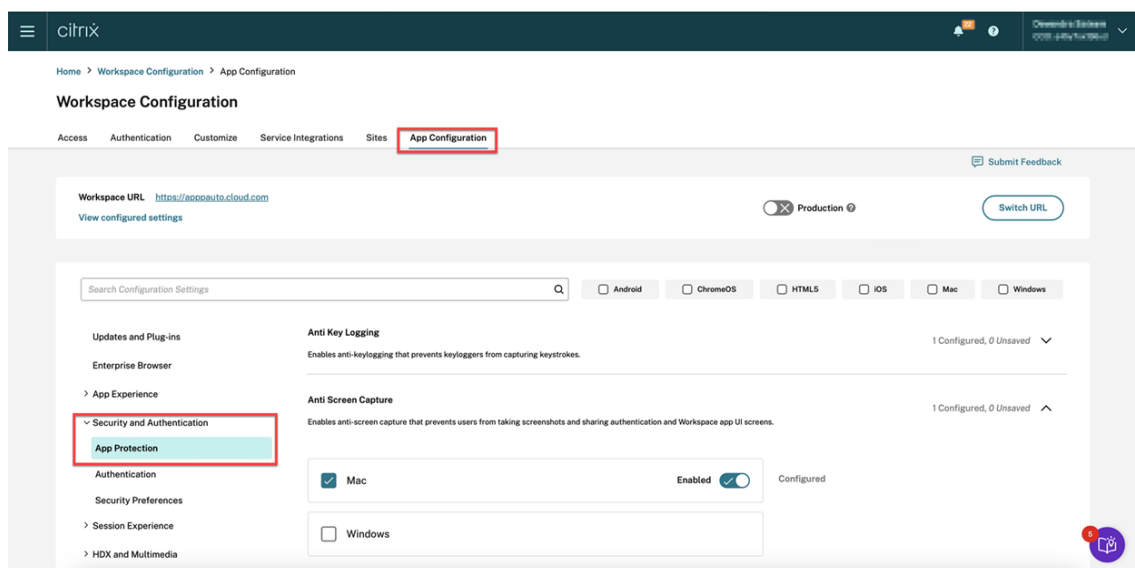 citrix
22
?
Home > Workspace Configuration > App Configuration
Workspace Configuration
Access Authentication Customize Service Integrations Sites App Configuration
Submit Feedback
Workspace URL https://apppauto.cloud.com
View configured settings
Production ?
Switch URL
Search Configuration Settings
Android ChromeOS HTML5 iOS Mac Windows
Updates and Plug-ins
Enterprise Browser
App Experience
Security and Authentication
App Protection
Authentication
Security Preferences
Session Experience
HDX and Multimedia
Anti Key Logging
1 Configured, 0 Unsaved
Enables anti-keylogging that prevents keyloggers from capturing keystrokes.
Anti Screen Capture
1 Configured, 0 Unsaved
Enables anti-screen capture that prevents users from taking screenshots and sharing authentication and Workspace app UI screens.
Mac Enabled Configured
Windows
5